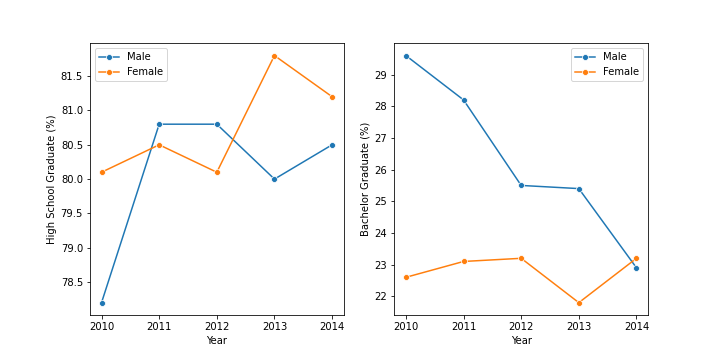 Male
Female
81.5
81.0
80.5
80.0
79.5
79.0
78.5
High School Graduate (%)
2010 2011 2012 2013 2014
Year
Male
Female
29
28
27
26
25
24
23
22
Bachelor Graduate (%)
2010 2011 2012 2013 2014
Year